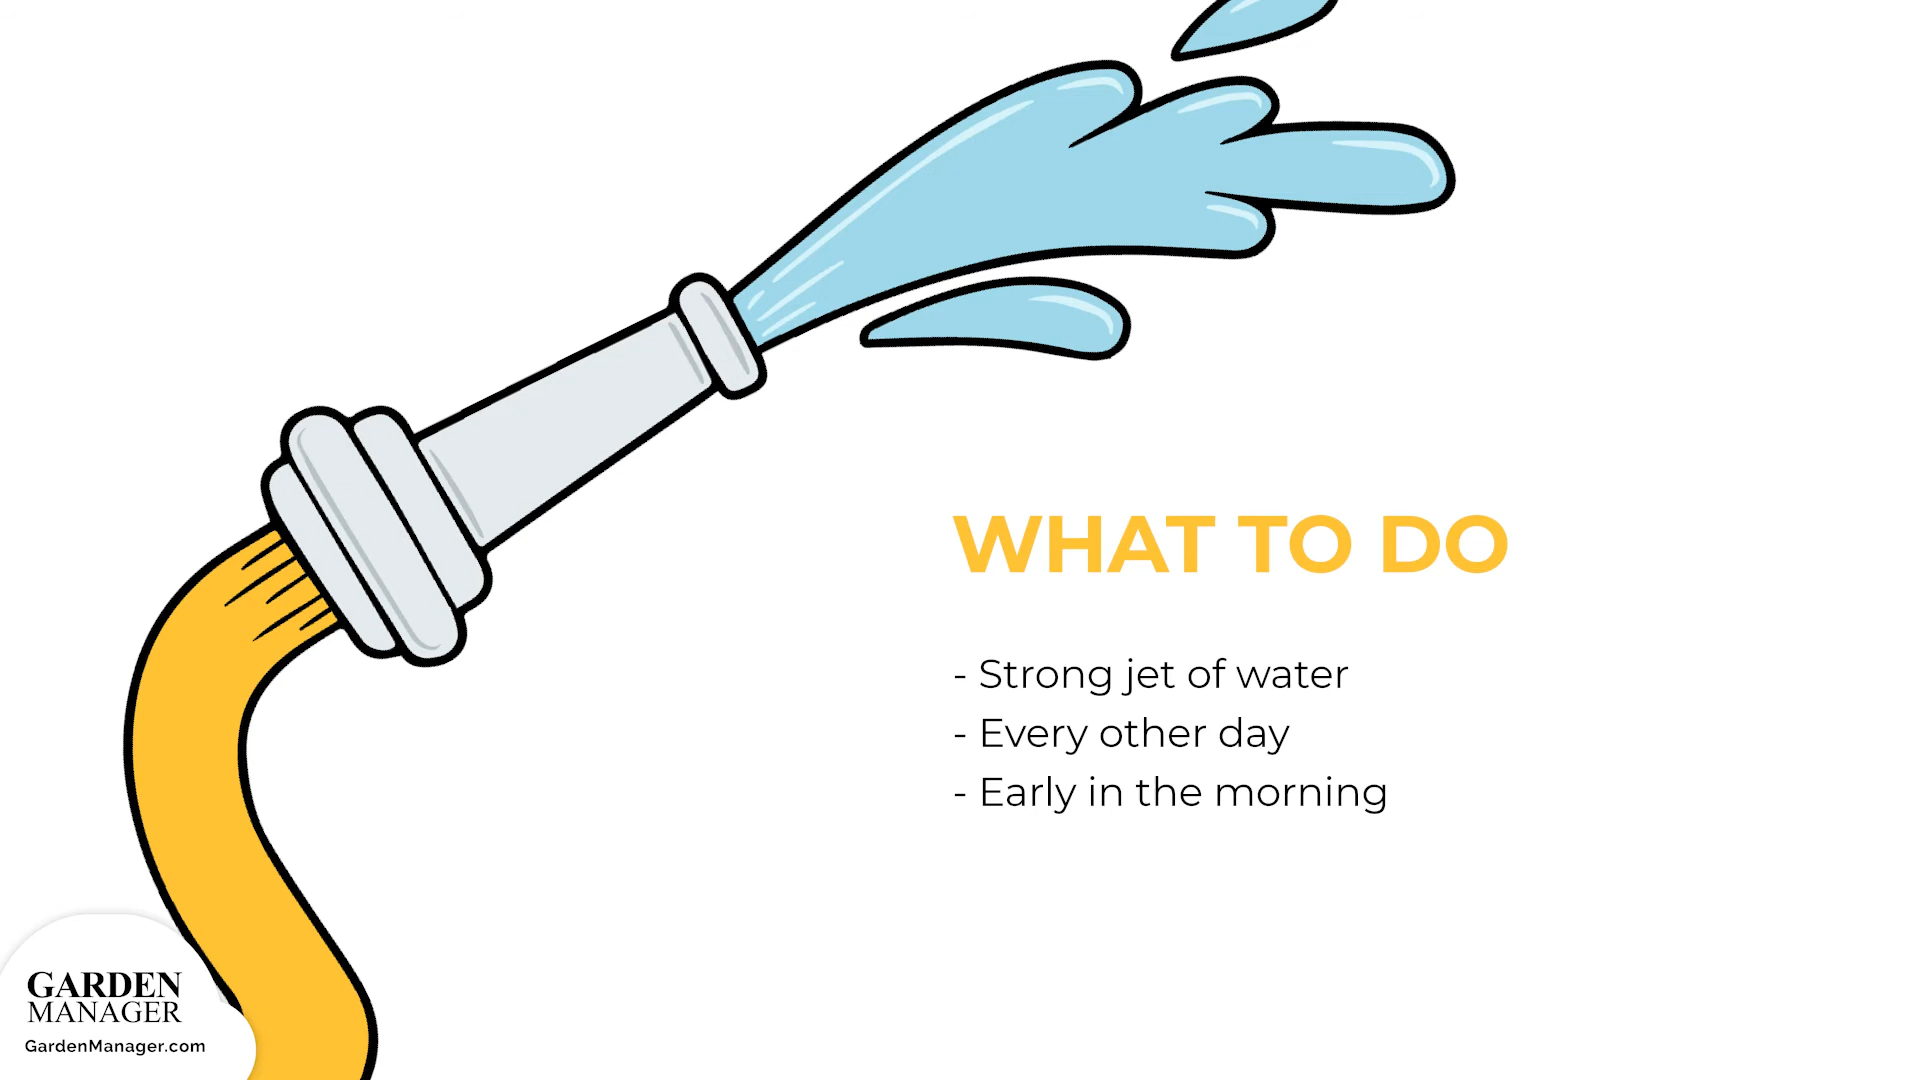 WHAT TO DO
- Strong jet of water
- Every other day
- Early in the morning
GARDEN
MANAGER
GardenManager.com